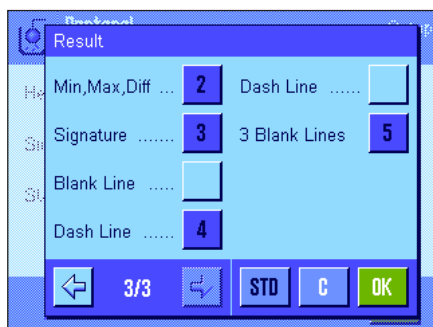 Result
Min,Max,Diff ... 2
Dash Line ......
Signature ....... 3
3 Blank Lines 5
Blank Line .....
Dash Line ...... 4
3/3 STD C OK